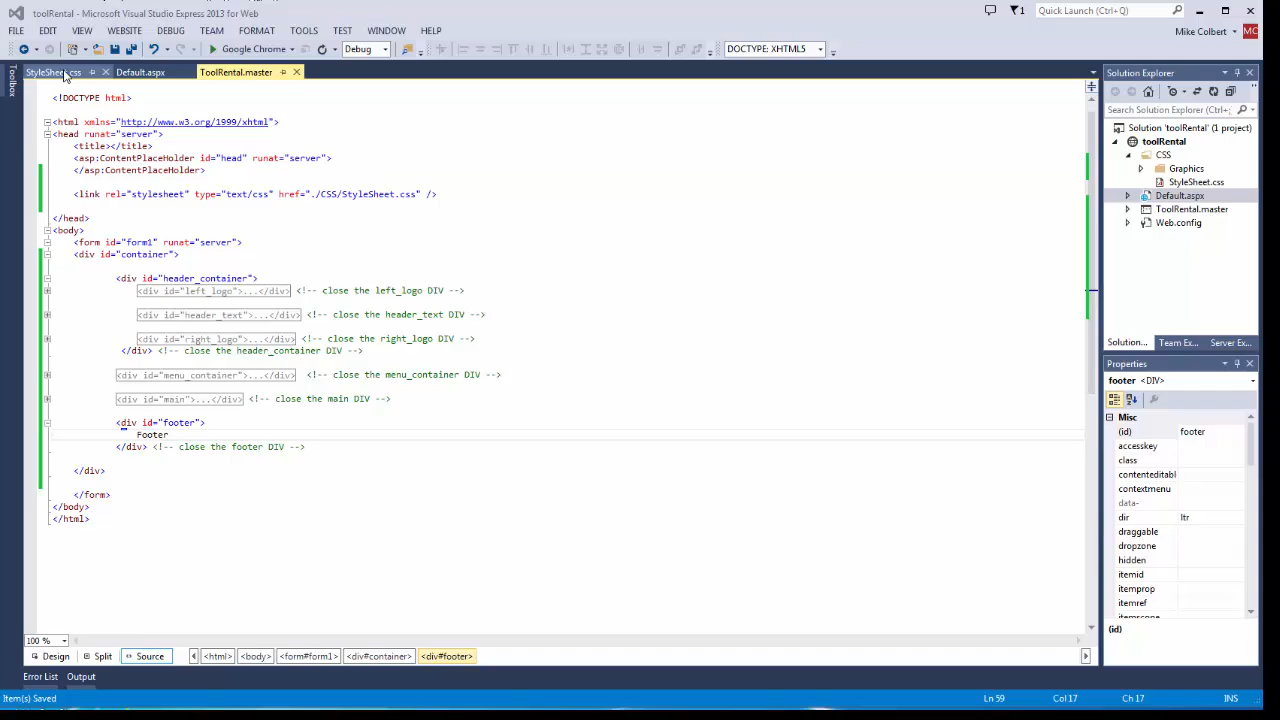 toolRental - Microsoft Visual Studio Express 2013 for Web
1
Quick Launch (Ctrl+Q)
FILE EDIT VIEW WEBSITE DEBUG TEAM FORMAT TOOLS TEST WINDOW HELP
Mike Colbert MC
Google Chrome Debug DOCTYPE: XHTML5
Toolbox
StyleSheet.css Default.aspx ToolRental.master
<!DOCTYPE html>
<html xmlns="http://www.w3.org/1999/xhtml">
<head runat="server">
<title></title>
<asp:ContentPlaceHolder id="head" runat="server">
</asp:ContentPlaceHolder>
<link rel="stylesheet" type="text/css" href="./CSS/StyleSheet.css" />
</head>
<body>
<form id="form1" runat="server">
<div id="container">
<div id="header_container">
<div id="left_logo">...</div> <!-- close the left_logo DIV -->
<div id="header_text">...</div> <!-- close the header_text DIV -->
<div id="right_logo">...</div> <!-- close the right_logo DIV -->
</div> <!-- close the header_container DIV -->
<div id="menu_container">...</div> <!-- close the menu_container DIV -->
<div id="main">...</div> <!-- close the main DIV -->
<div id="footer">
Footer
</div> <!-- close the footer DIV -->
</div>
</form>
</body>
</html>
100 %
Design Split Source <html> <body> <form#form1> <div#container> <div#footer>
Error List Output
Solution Explorer
Search Solution Explorer (Ctrl+;
Solution 'toolRental' (1 project)
toolRental
CSS
Graphics
StyleSheet.css
Default.aspx
ToolRental.master
Web.config
Solution... Team Ex... Server Ex...
Properties
footer <DIV>
Misc
(id) footer
accesskey
class
contenteditabl
contextmenu
data-
dir ltr
draggable
dropzone
hidden
itemid
itemprop
itemref
itemscope
(id)
Item(s) Saved Ln 59 Col 17 Ch 17 INS